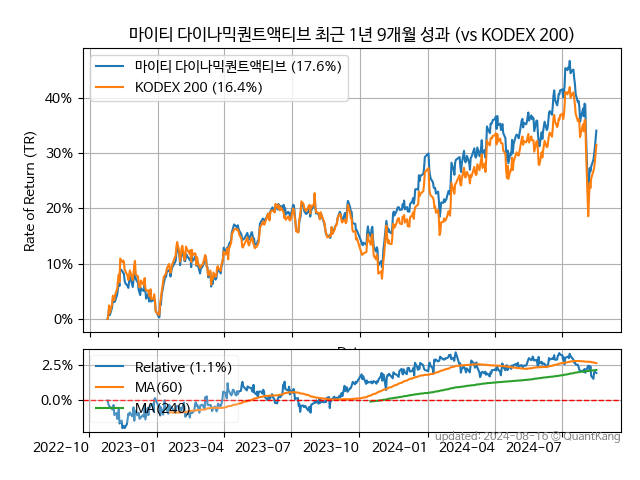 마이티 다이나믹퀀트액티브 최근 1년 9개월 성과 (vs KODEX 200)
마이티 다이나믹퀀트액티브 (17.6%)
KODEX 200 (16.4%)
Rate of Return (TR)
40%
30%
20%
10%
0%
2.5%
0.0%
Relative (1.1%)
MA(60)
MA(240)
2022-10
2023-01
2023-04
2023-07
2023-10
2024-01
2024-04
2024-07
updated: 2024-08-16 © QuantKang